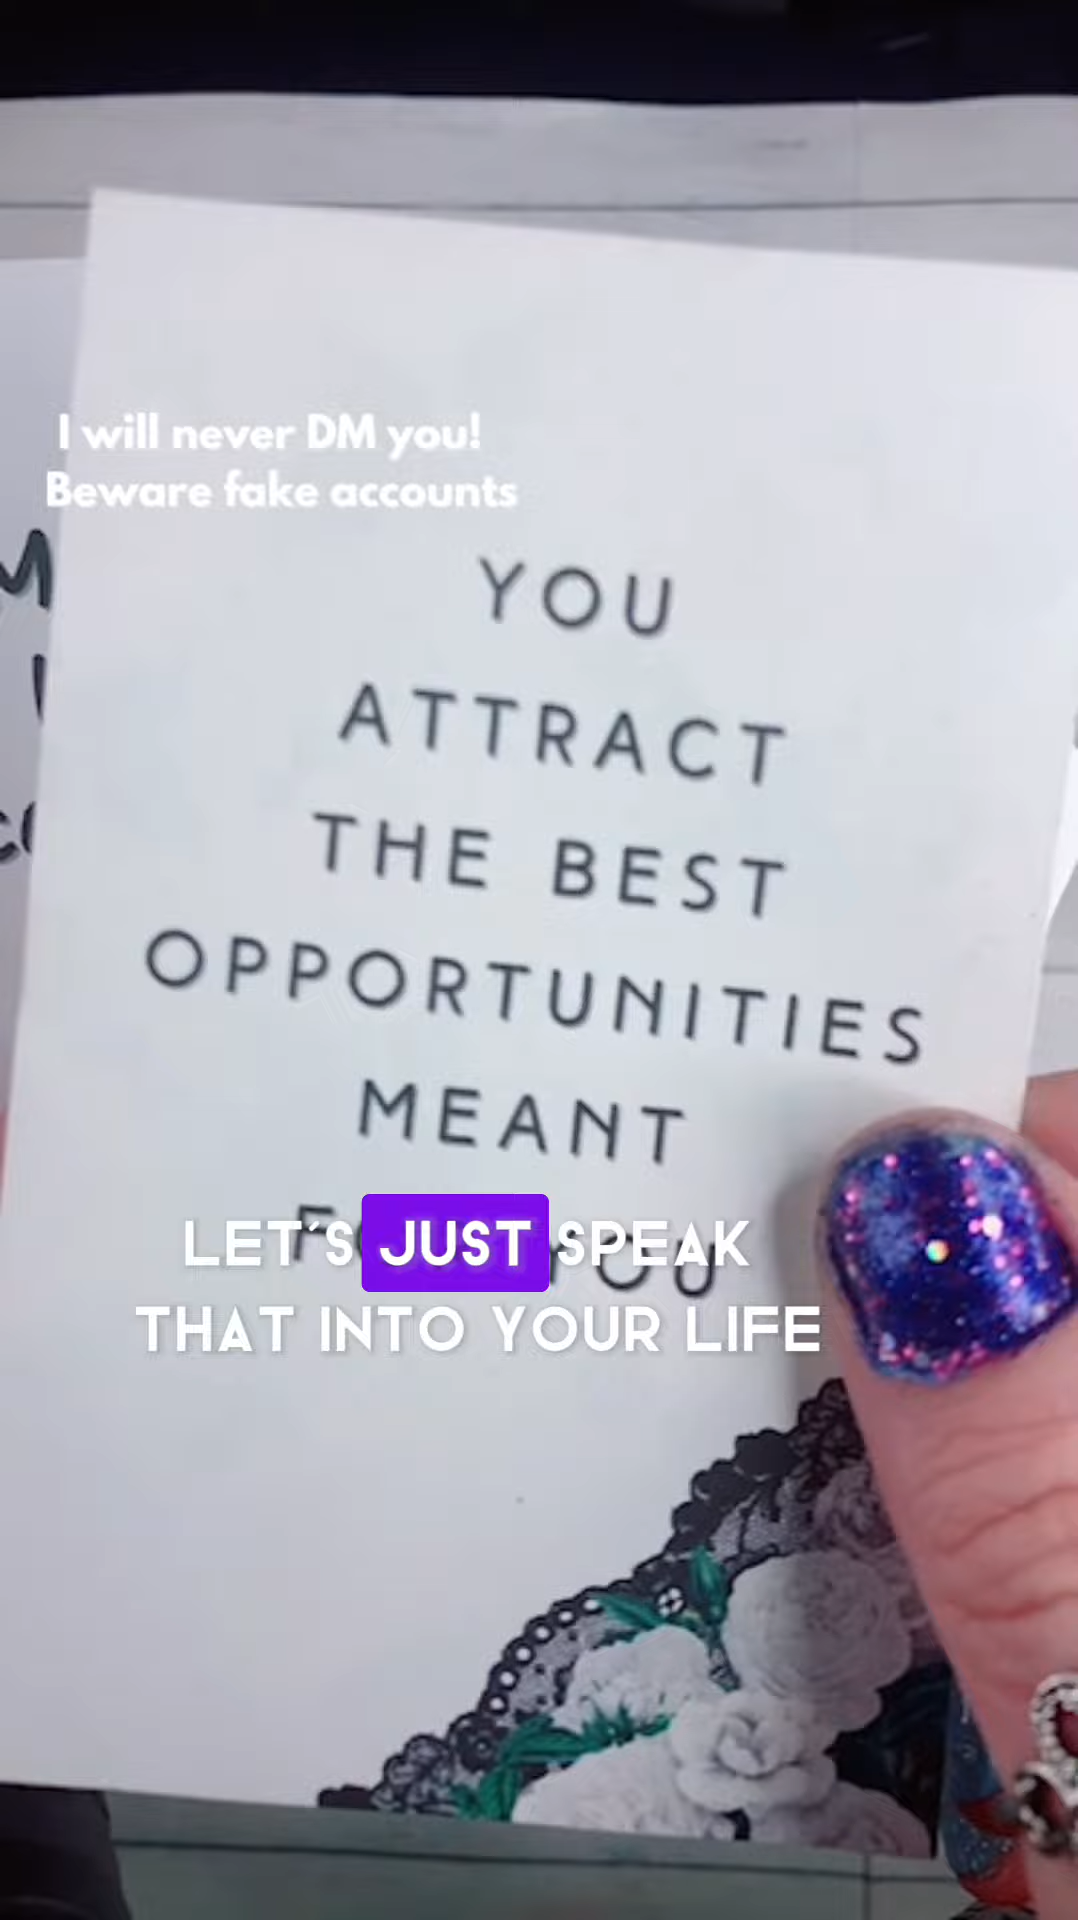 I will never DM you!
Beware fake accounts
YOU
ATTRACT
THE BEST
OPPORTUNITIES
MEANT
YOU
LET'S JUST SPEAK
THAT INTO YOUR LIFE